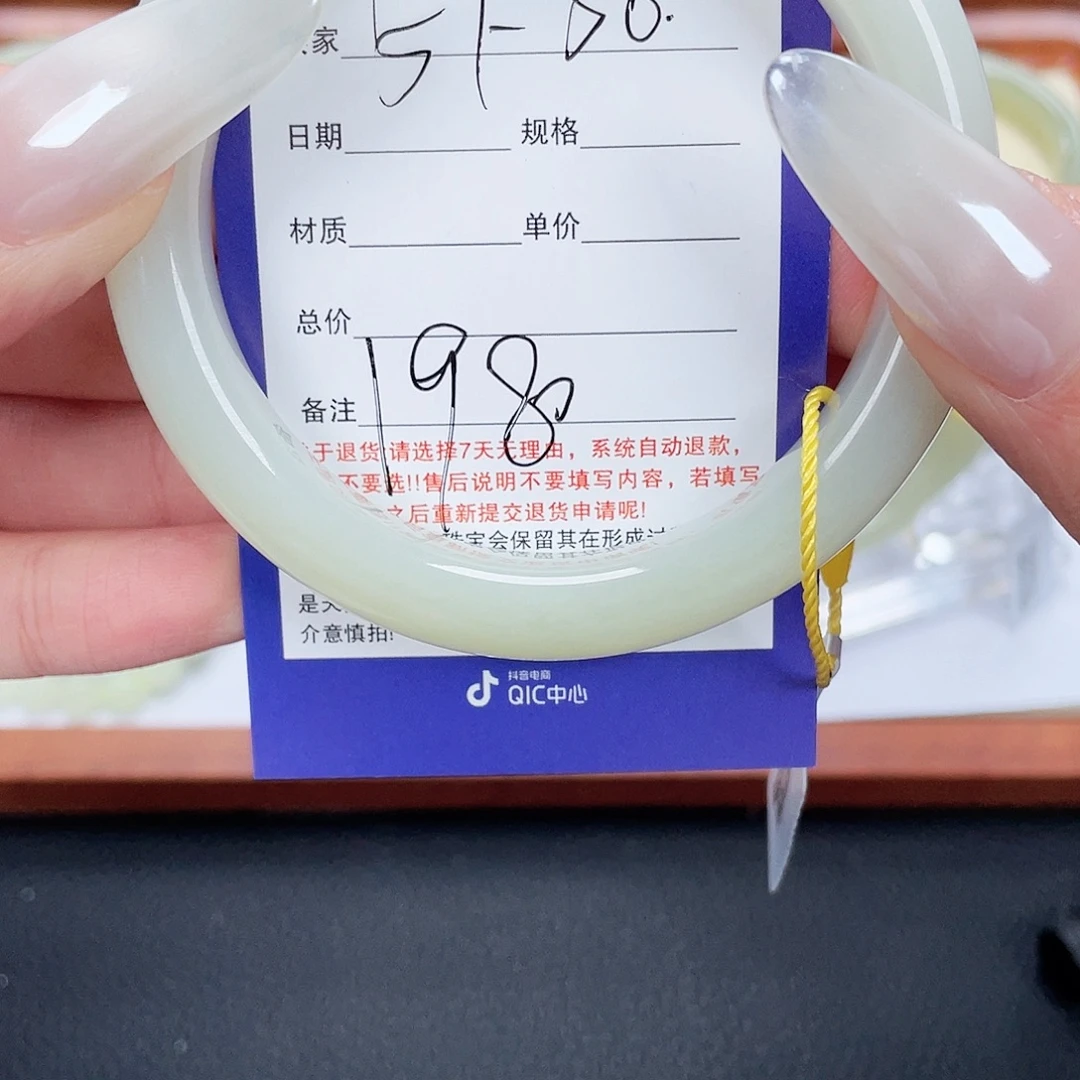 家 51-
日期 规格
材质 单价
总价
备注 198
于退货 请选择7天无理由，系统自动退款，
不要选!!售后说明不要填写内容，若填写
之后重新提交退货申请呢!
珠宝会保留其在形成过
是天
介意慎拍!
抖音电商
QIC中心